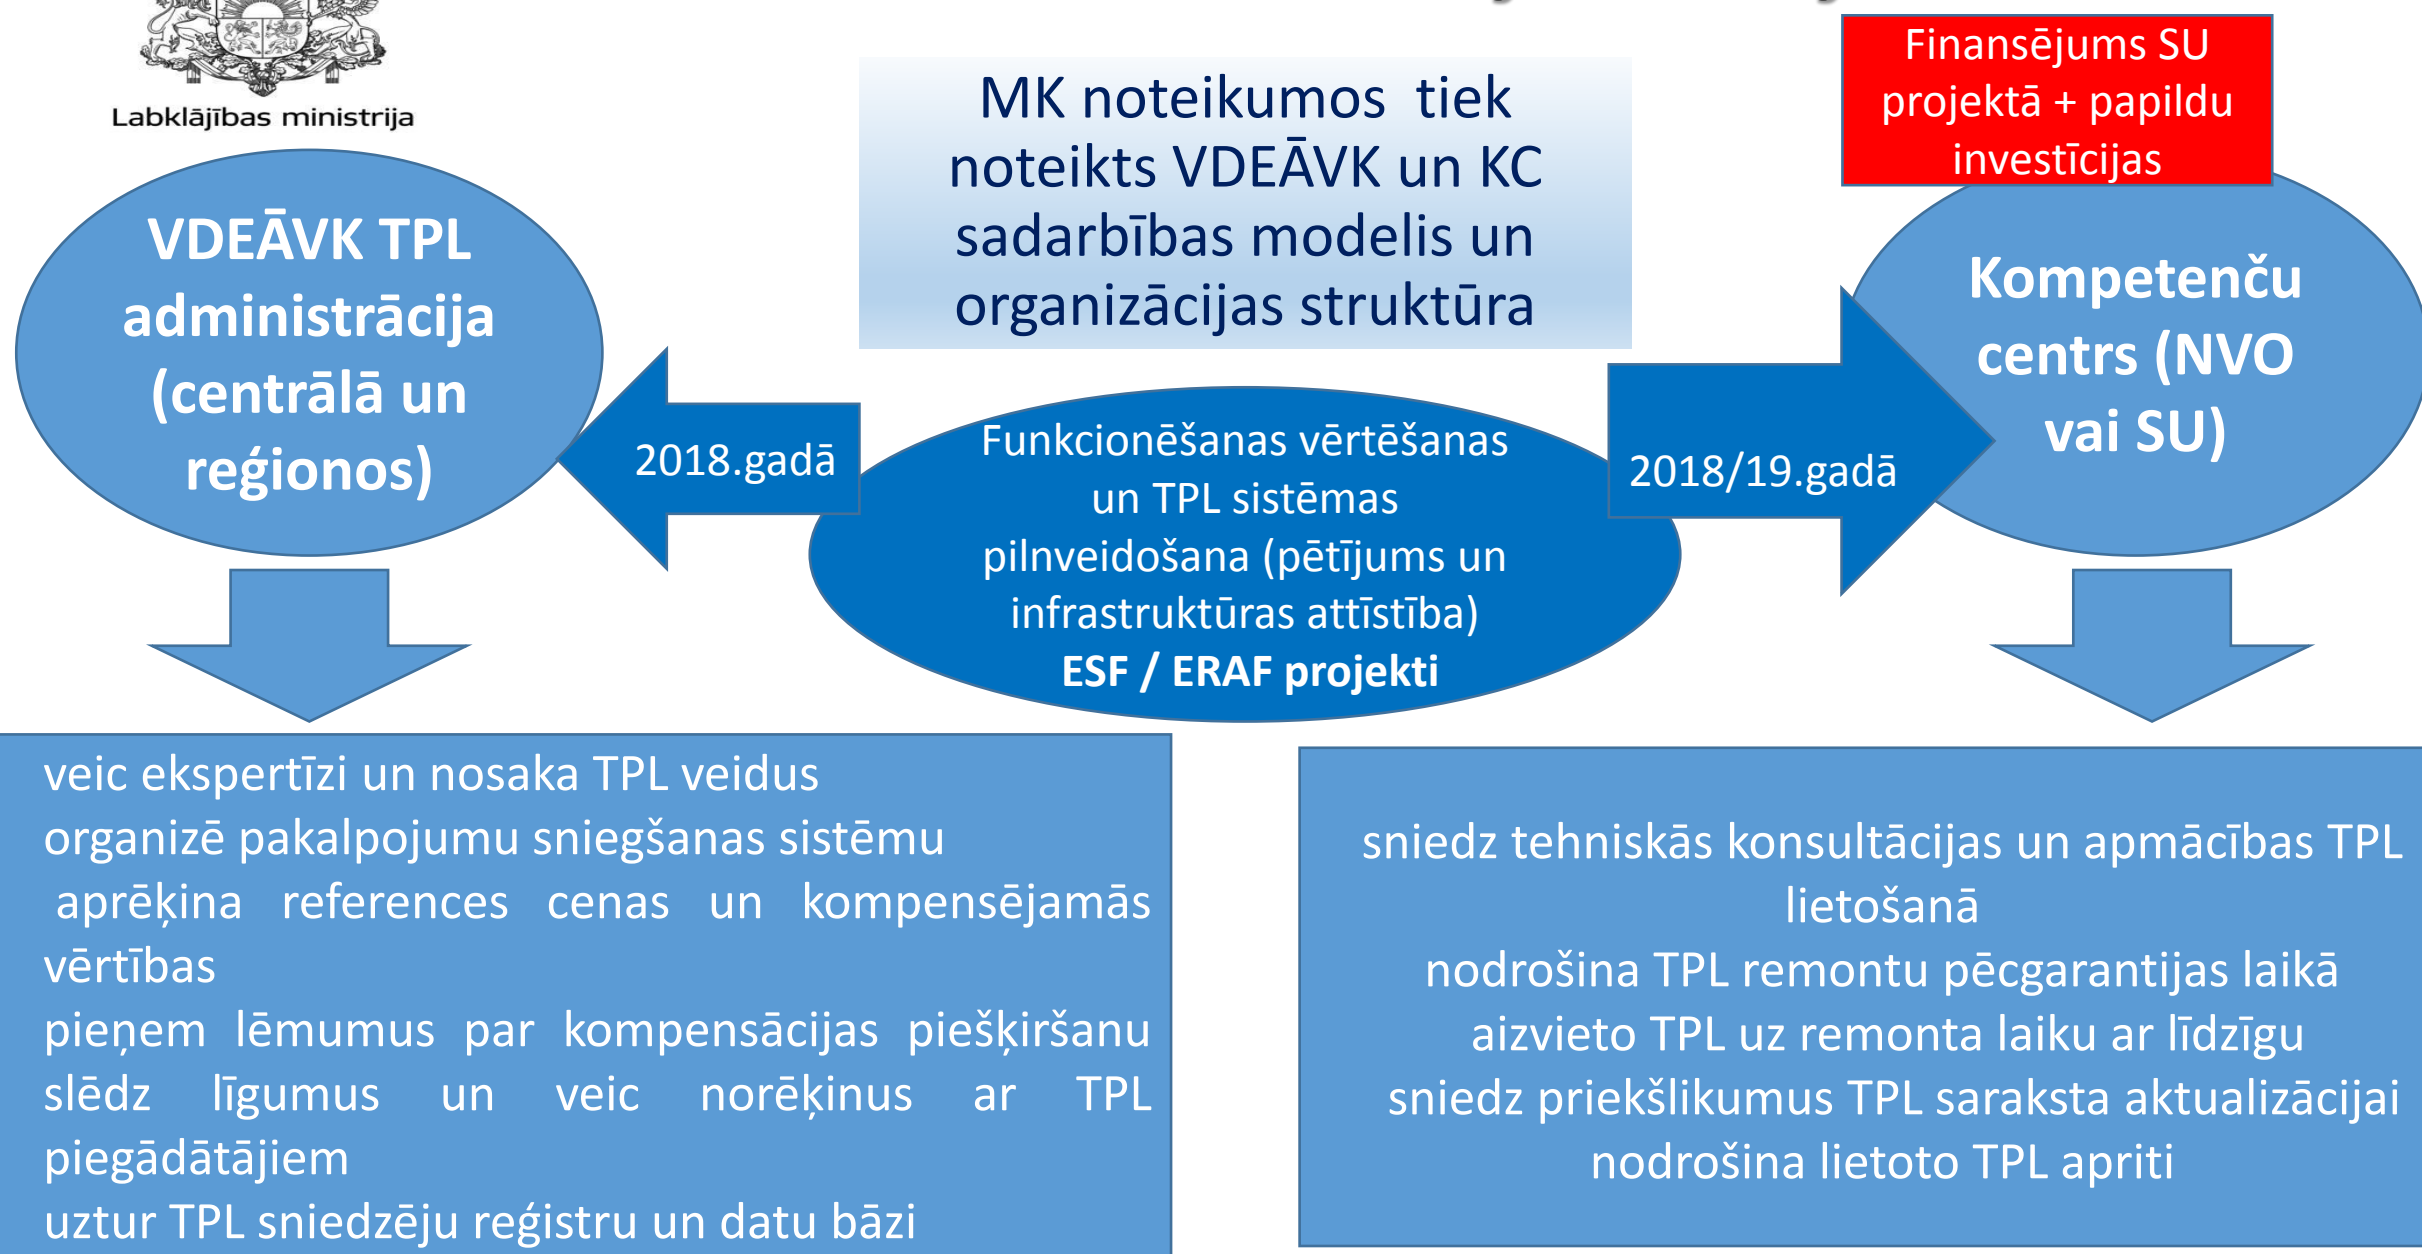 Labklājības ministrija
Finansējums SU
projektā + papildu
investīcijas
MK noteikumos tiek
noteikts VDEĀVK un KC
sadarbības modelis un
organizācijas struktūra
VDEĀVK TPL
administrācija
(centrālā un
reģionos)
Kompetenču
centrs (NVO
vai SU)
2018.gadā
Funkcionēšanas vērtēšanas
un TPL sistēmas
pilnveidošana (pētījums un
infrastruktūras attīstība)
ESF / ERAF projekti
2018/19.gadā
veic ekspertīzi un nosaka TPL veidus
organizē pakalpojumu sniegšanas sistēmu
aprēķina references cenas un kompensējamās
vērtības
pieņem lēmumus par kompensācijas piešķiršanu
slēdz līgumus un veic norēķinus ar TPL
piegādātājiem
uztur TPL sniedzēju reģistru un datu bāzi
sniedz tehniskās konsultācijas un apmācības TPL
lietošanā
nodrošina TPL remontu pēcgarantijas laikā
aizvieto TPL uz remonta laiku ar līdzīgu
sniedz priekšlikumus TPL saraksta aktualizācijai
nodrošina lietoto TPL apriti